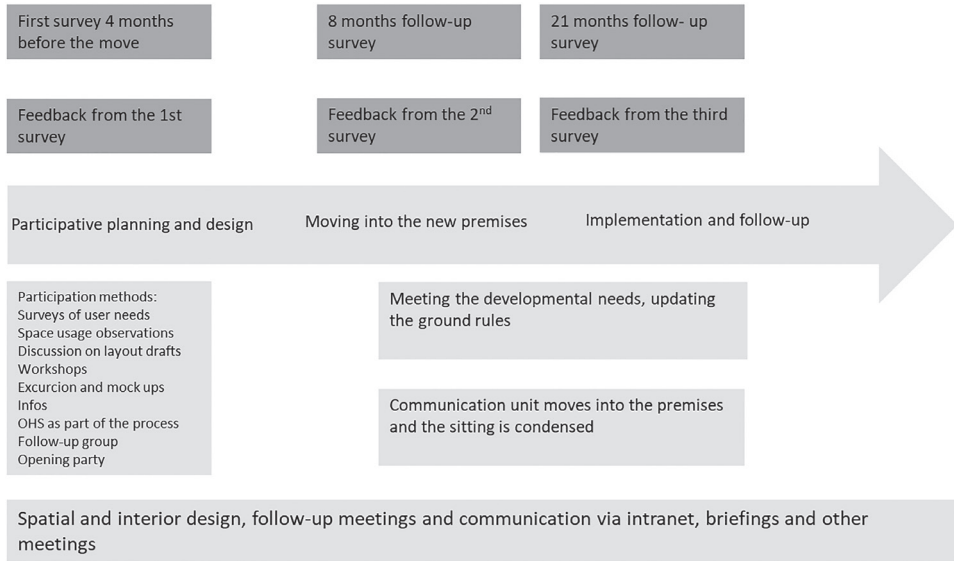 First survey 4 months
before the move
8 months follow-up
survey
21 months follow- up
survey
Feedback from the 1st
survey
Feedback from the 2nd
survey
Feedback from the third
survey
Participative planning and design
Moving into the new premises
Implementation and follow-up
Participation methods:
Surveys of user needs
Space usage observations
Discussion on layout drafts
Workshops
Excurcion and mock ups
Infos
OHS as part of the process
Follow-up group
Opening party
Meeting the developmental needs, updating
the ground rules
Communication unit moves into the premises
and the sitting is condensed
Spatial and interior design, follow-up meetings and communication via intranet, briefings and other
meetings